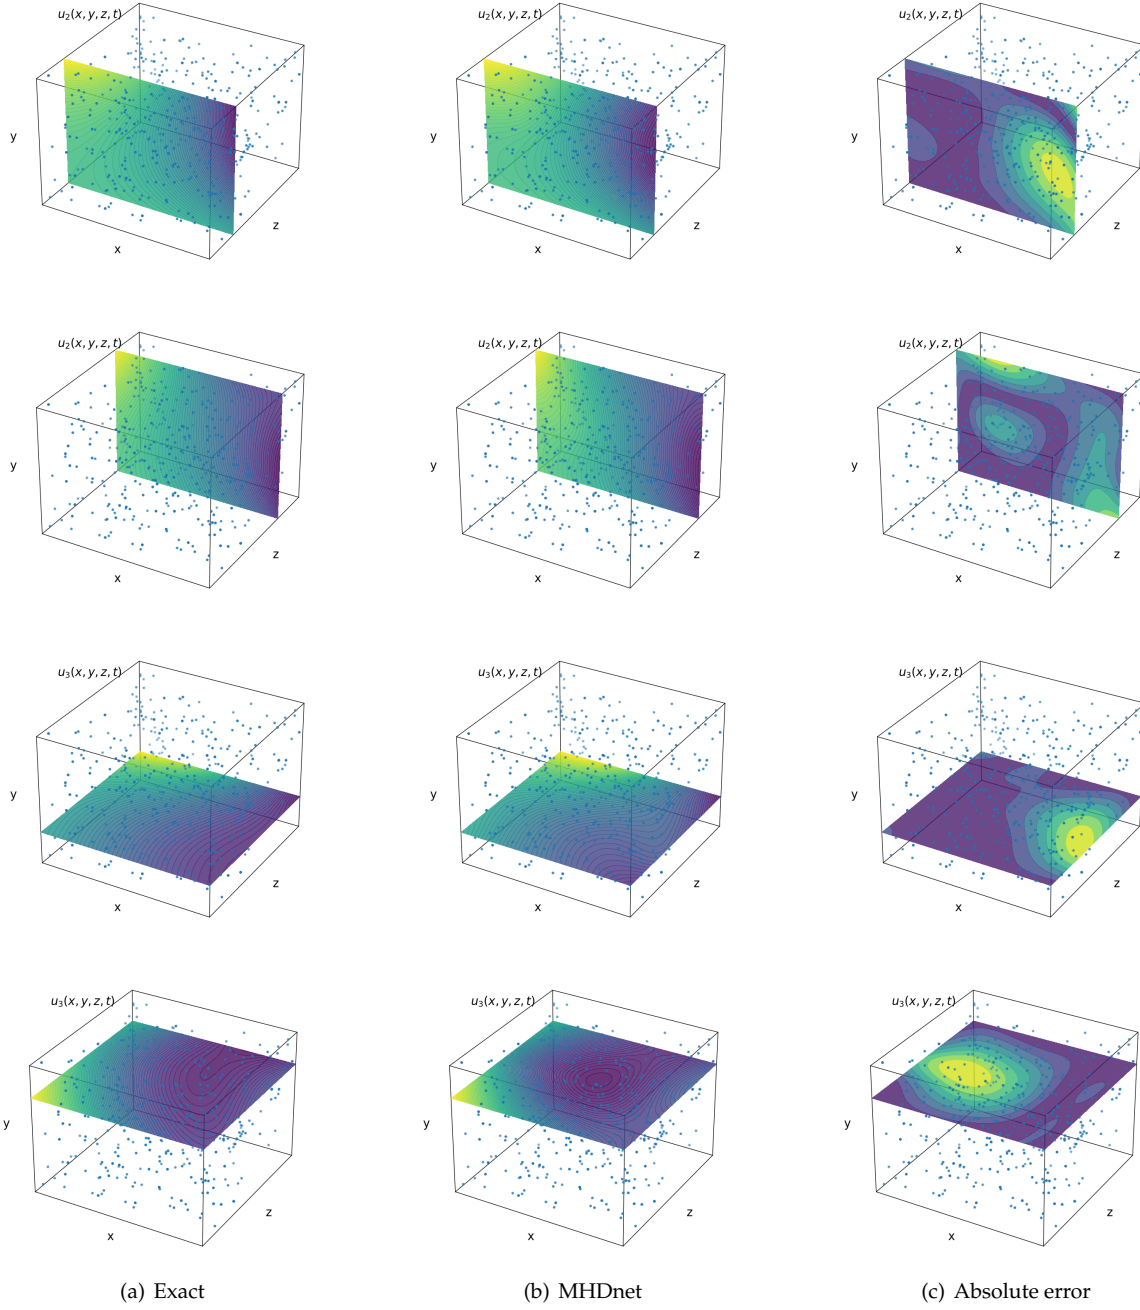 u₂(x, y, z, t) u₂(x, y, z, t) u₂(x, y, z, t)
y y y
z z z
x x x
u₂(x, y, z, t) u₂(x, y, z, t) u₂(x, y, z, t)
y y y
z z z
x x x
u₃(x, y, z, t) u₃(x, y, z, t) u₃(x, y, z, t)
y y y
z z z
x x x
u₃(x, y, z, t) u₃(x, y, z, t) u₃(x, y, z, t)
y y y
z z z
x x x
(a) Exact (b) MHDnet (c) Absolute error